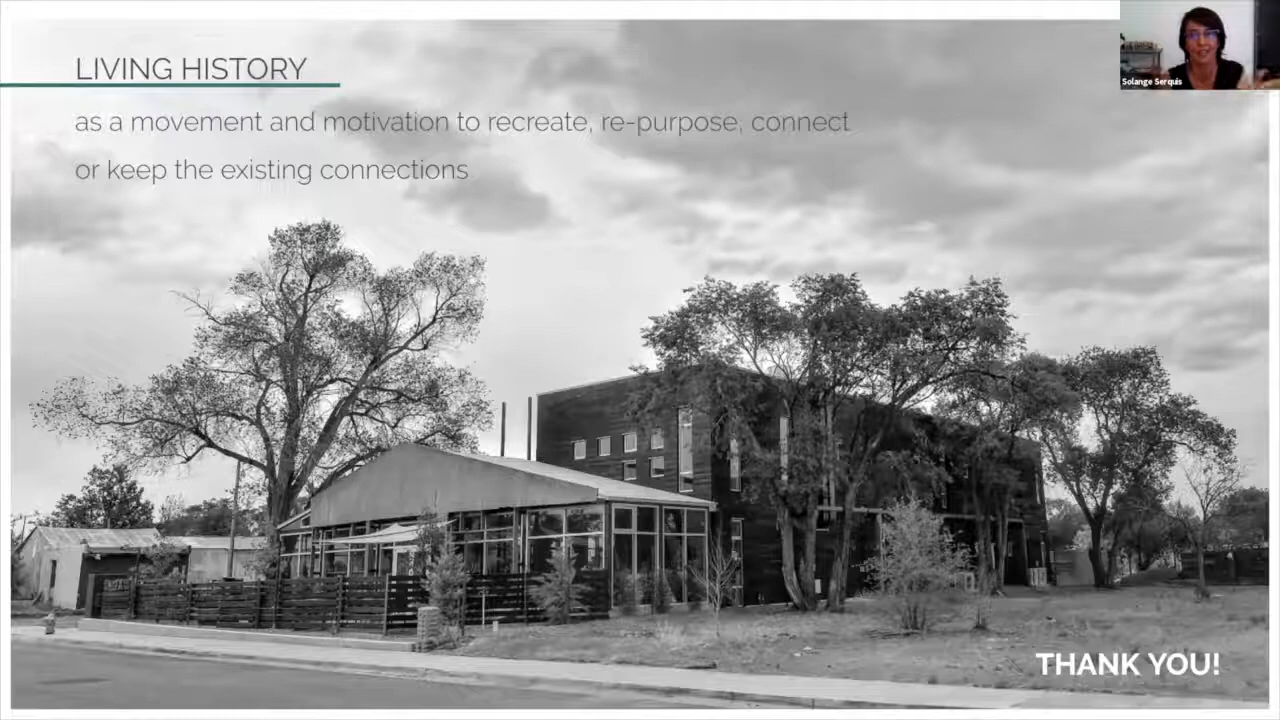 LIVING HISTORY
as a movement and motivation to recreate, re-purpose, connect
or keep the existing connections
Solange Serquis
THANK YOU!